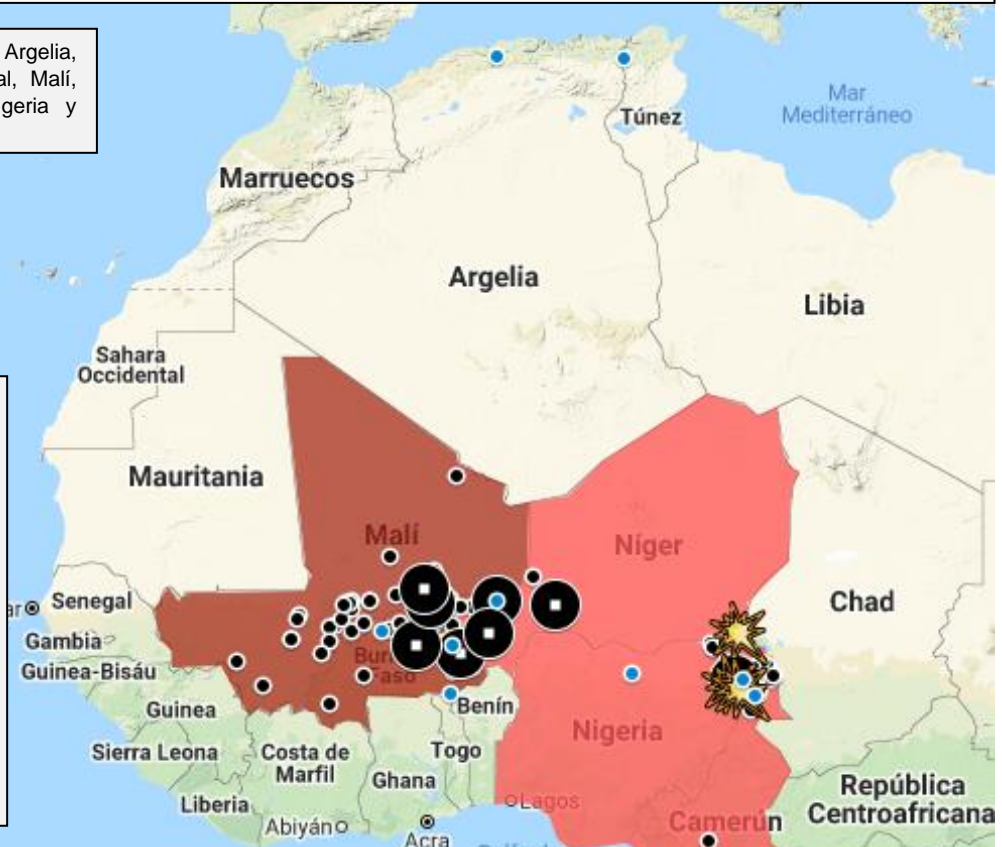 Argelia,
al, Malí,
geria y
Mar
Mediterráneo
Túnez
Marruecos
Argelia
Libia
Sahara
Occidental
Mauritania
Malí
Níger
Chad
ar
Senegal
Gambia
Guinea-Bisáu
Faso
Guinea
Benín
Nigeria
Sierra Leona
Costa de
Marfil
Togo
Ghana
República
Centroafricana
Liberia
Lagos
Abiyán
Camerún
Acra